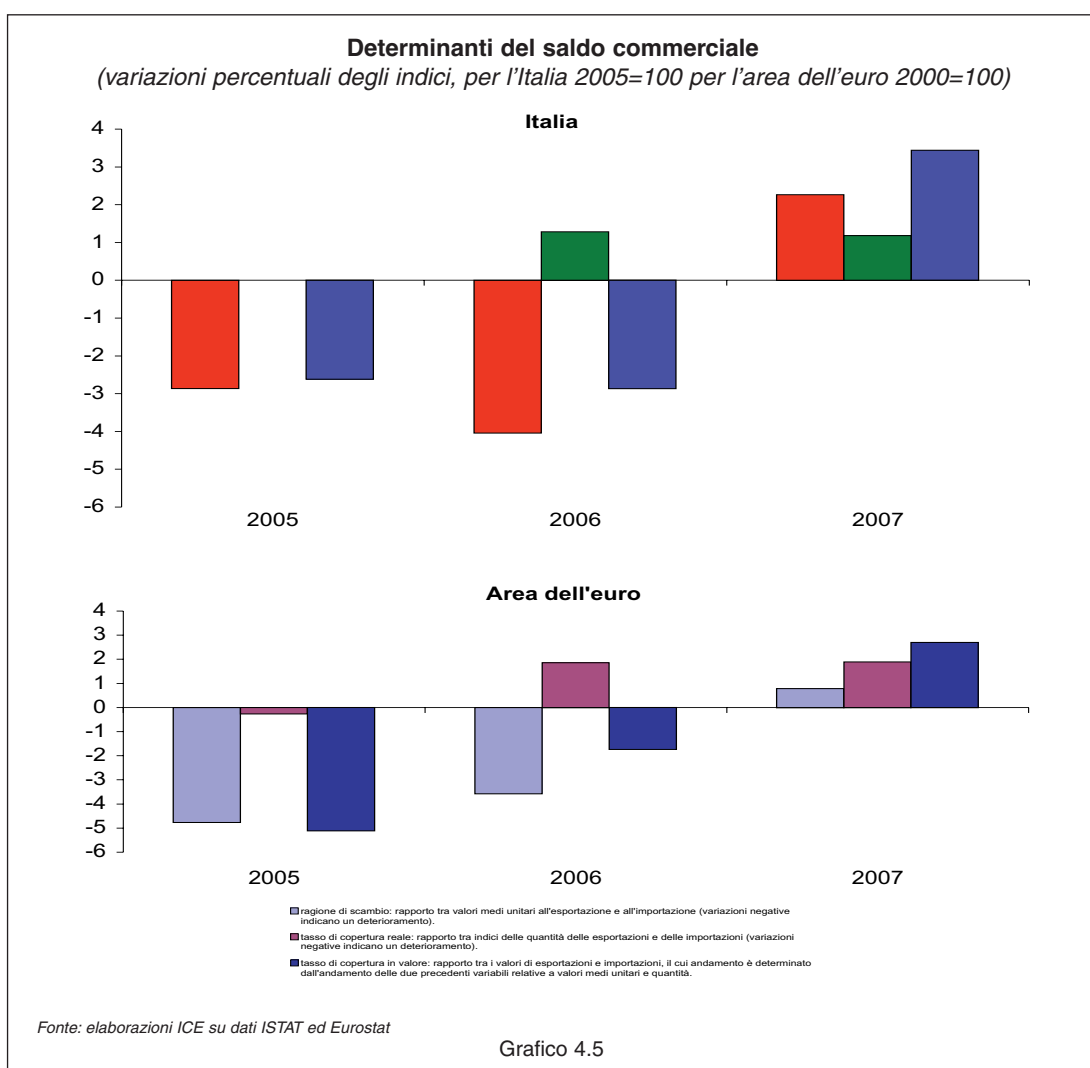 Determinanti del saldo commerciale
(variazioni percentuali degli indici, per l'Italia 2005=100 per l'area dell'euro 2000=100)
Italia
4
3
2
1
0
-1
-2
-3
-4
-5
-6
2005 2006 2007
Area dell'euro
4
3
2
1
0
-1
-2
-3
-4
-5
-6
2005 2006 2007
ragione di scambio: rapporto tra valori medi unitari all'esportazione e all'importazione (variazioni negative
indicano un deterioramento).
tasso di copertura reale: rapporto tra indici delle quantità delle esportazioni e delle importazioni (variazioni
negative indicano un deterioramento).
tasso di copertura in valore: rapporto tra i valori di esportazioni e importazioni, il cui andamento è determinato
dall'andamento delle due precedenti variabili relative a valori medi unitari e quantità.
Fonte: elaborazioni ICE su dati ISTAT ed Eurostat
Grafico 4.5